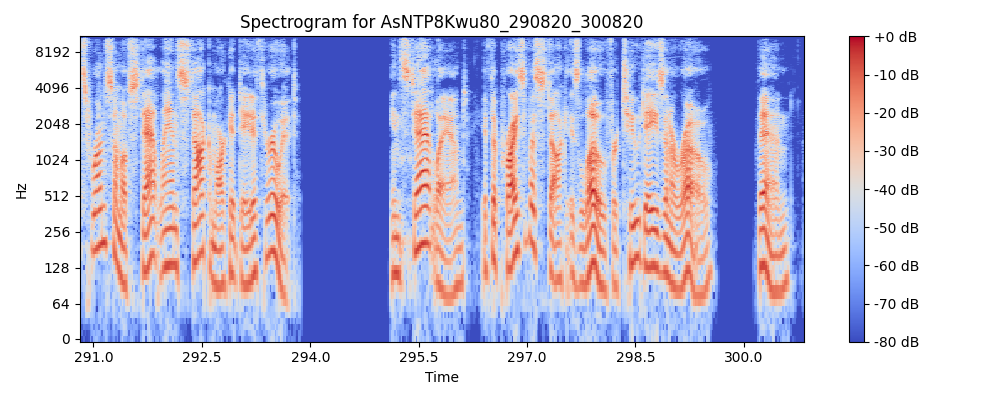 Spectrogram for AsNTP8Kwu80_290820_300820
Hz
8192
4096
2048
1024
512
256
128
64
0
291.0 292.5 294.0 295.5 297.0 298.5 300.0
Time
+0 dB
-10 dB
-20 dB
-30 dB
-40 dB
-50 dB
-60 dB
-70 dB
-80 dB